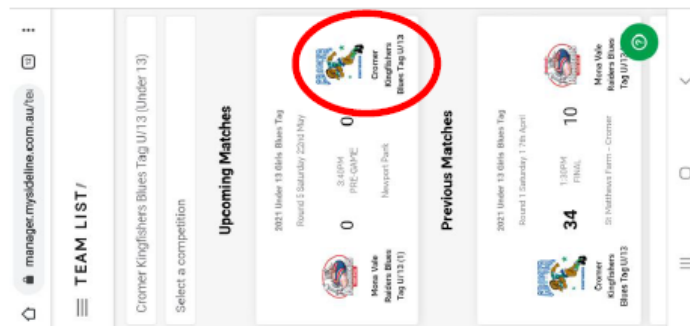 manager.mysideline.com.au/tea
12
TEAM LIST/
Cromer Kingfishers Blues Tag U/13 (Under 13)
Select a competition
Upcoming Matches
2021 Under 13 Girls Blues Tag
Round 5 Saturday 22nd May
0
3:40PM
PRE-GAME
0
Newport Park
Mona Vale
Raiders Blues
Tag U/13 (1)
Cromer
Kingfishers
Blues Tag U/13
Previous Matches
2021 Under 13 Girls Blues Tag
Round 1 Saturday 17th April
34
1:30PM
FINAL
10
St Matthews Farm - Cromer
Cromer
Kingfishers
Blues Tag U/13
Mona Vale
Raiders Blues
Tag U/13
?